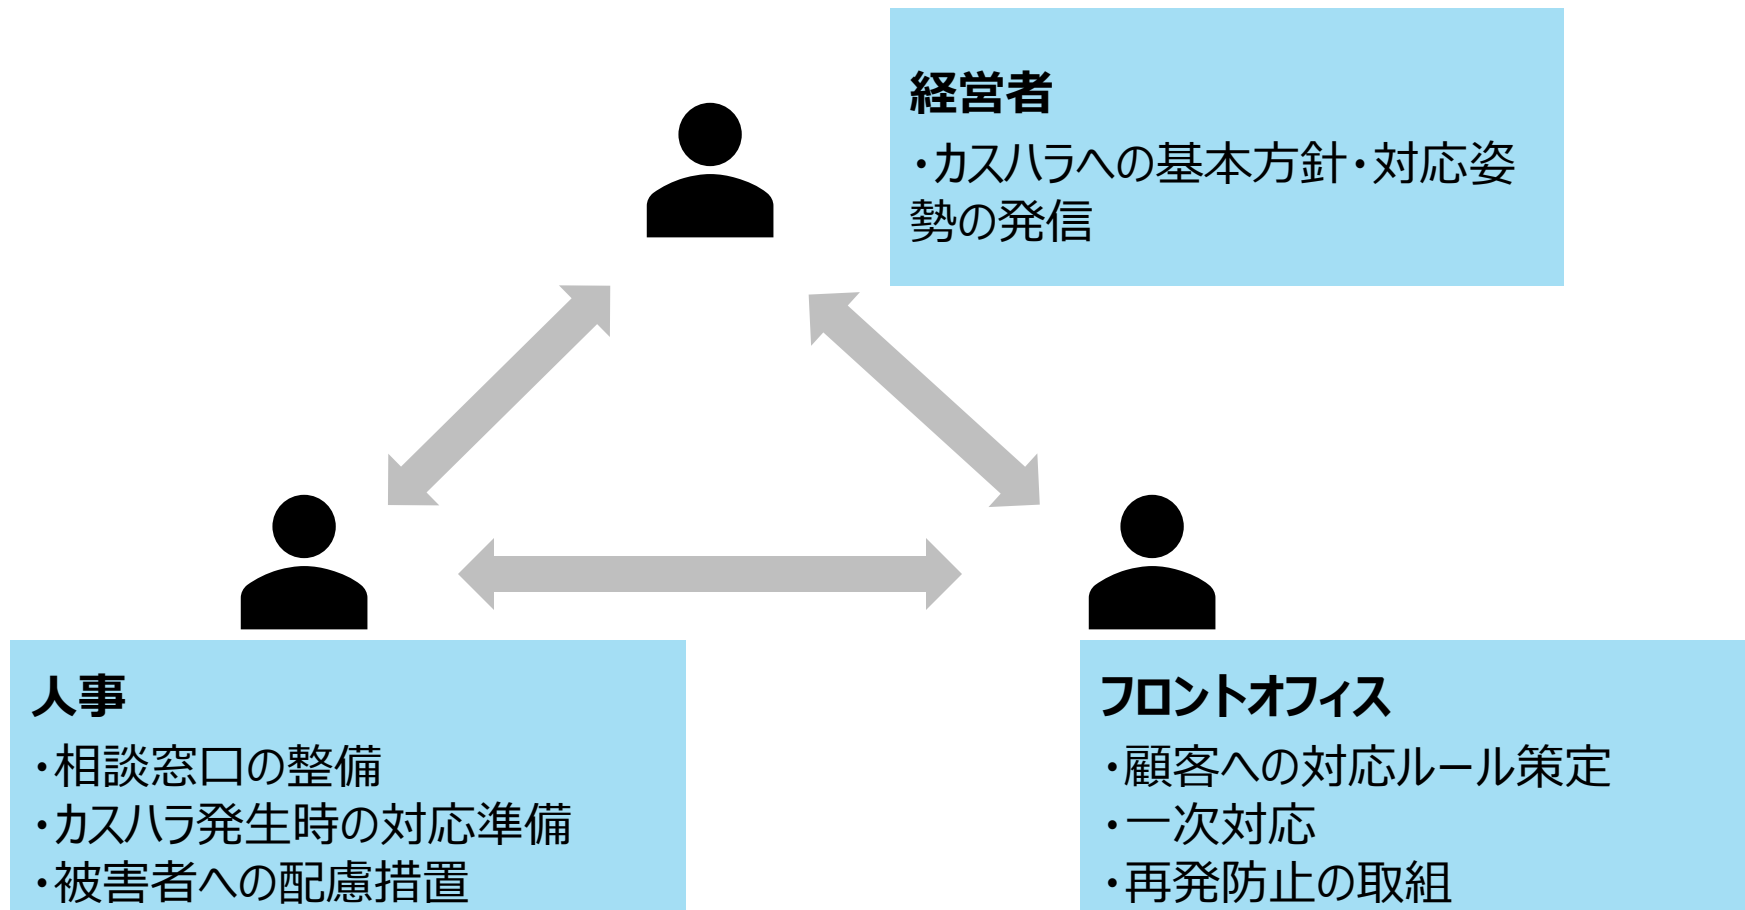 経営者
・カスハラへの基本方針・対応姿
勢の発信
人事
・相談窓口の整備
・カスハラ発生時の対応準備
・被害者への配慮措置
フロントオフィス
・顧客への対応ルール策定
・一次対応
・再発防止の取組